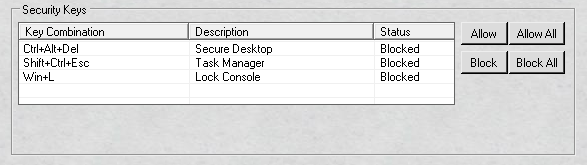 Security Keys
Key Combination Description Status
Ctrl+Alt+Del Secure Desktop Blocked
Shift+Ctrl+Esc Task Manager Blocked
Win+L Lock Console Blocked
Allow Allow All
Block Block All